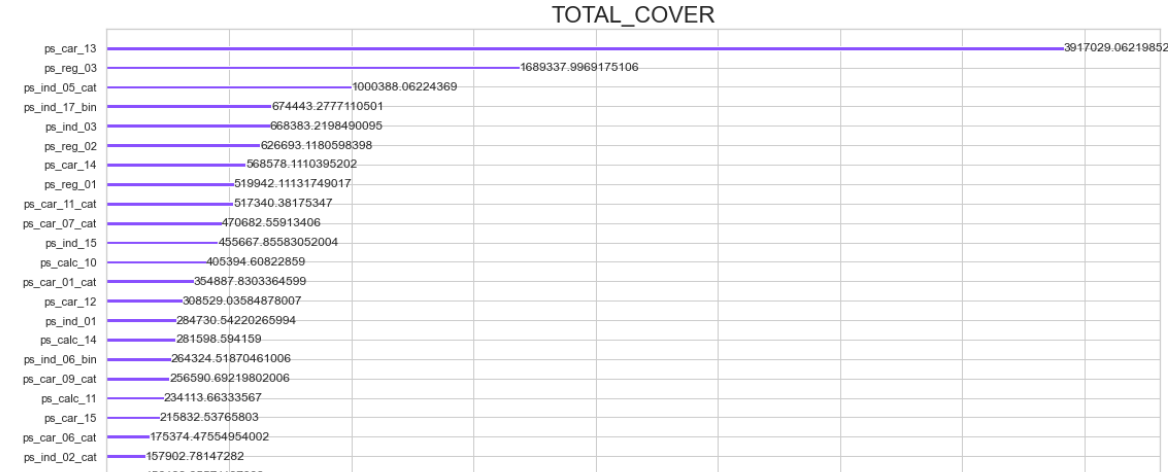 TOTAL_COVER
ps_car_13 3917029.06219852
ps_reg_03 1689337.9969175106
ps_ind_05_cat 1000388.06224369
ps_ind_17_bin 674443.2777110501
ps_ind_03 668383.2198490095
ps_reg_02 626693.1180598398
ps_car_14 568578.1110395202
ps_reg_01 519942.11131749017
ps_car_11_cat 517340.38175347
ps_car_07_cat 470682.55913406
ps_ind_15 455667.85583052004
ps_calc_10 405394.60822859
ps_car_01_cat 354887.8303364599
ps_car_12 308529.03584878007
ps_ind_01 284730.54220265994
ps_calc_14 281598.594159
ps_ind_06_bin 264324.51870461006
ps_car_09_cat 256590.69219802006
ps_calc_11 234113.66333567
ps_car_15 215832.53765803
ps_car_06_cat 175374.47554954002
ps_ind_02_cat 157902.78147282